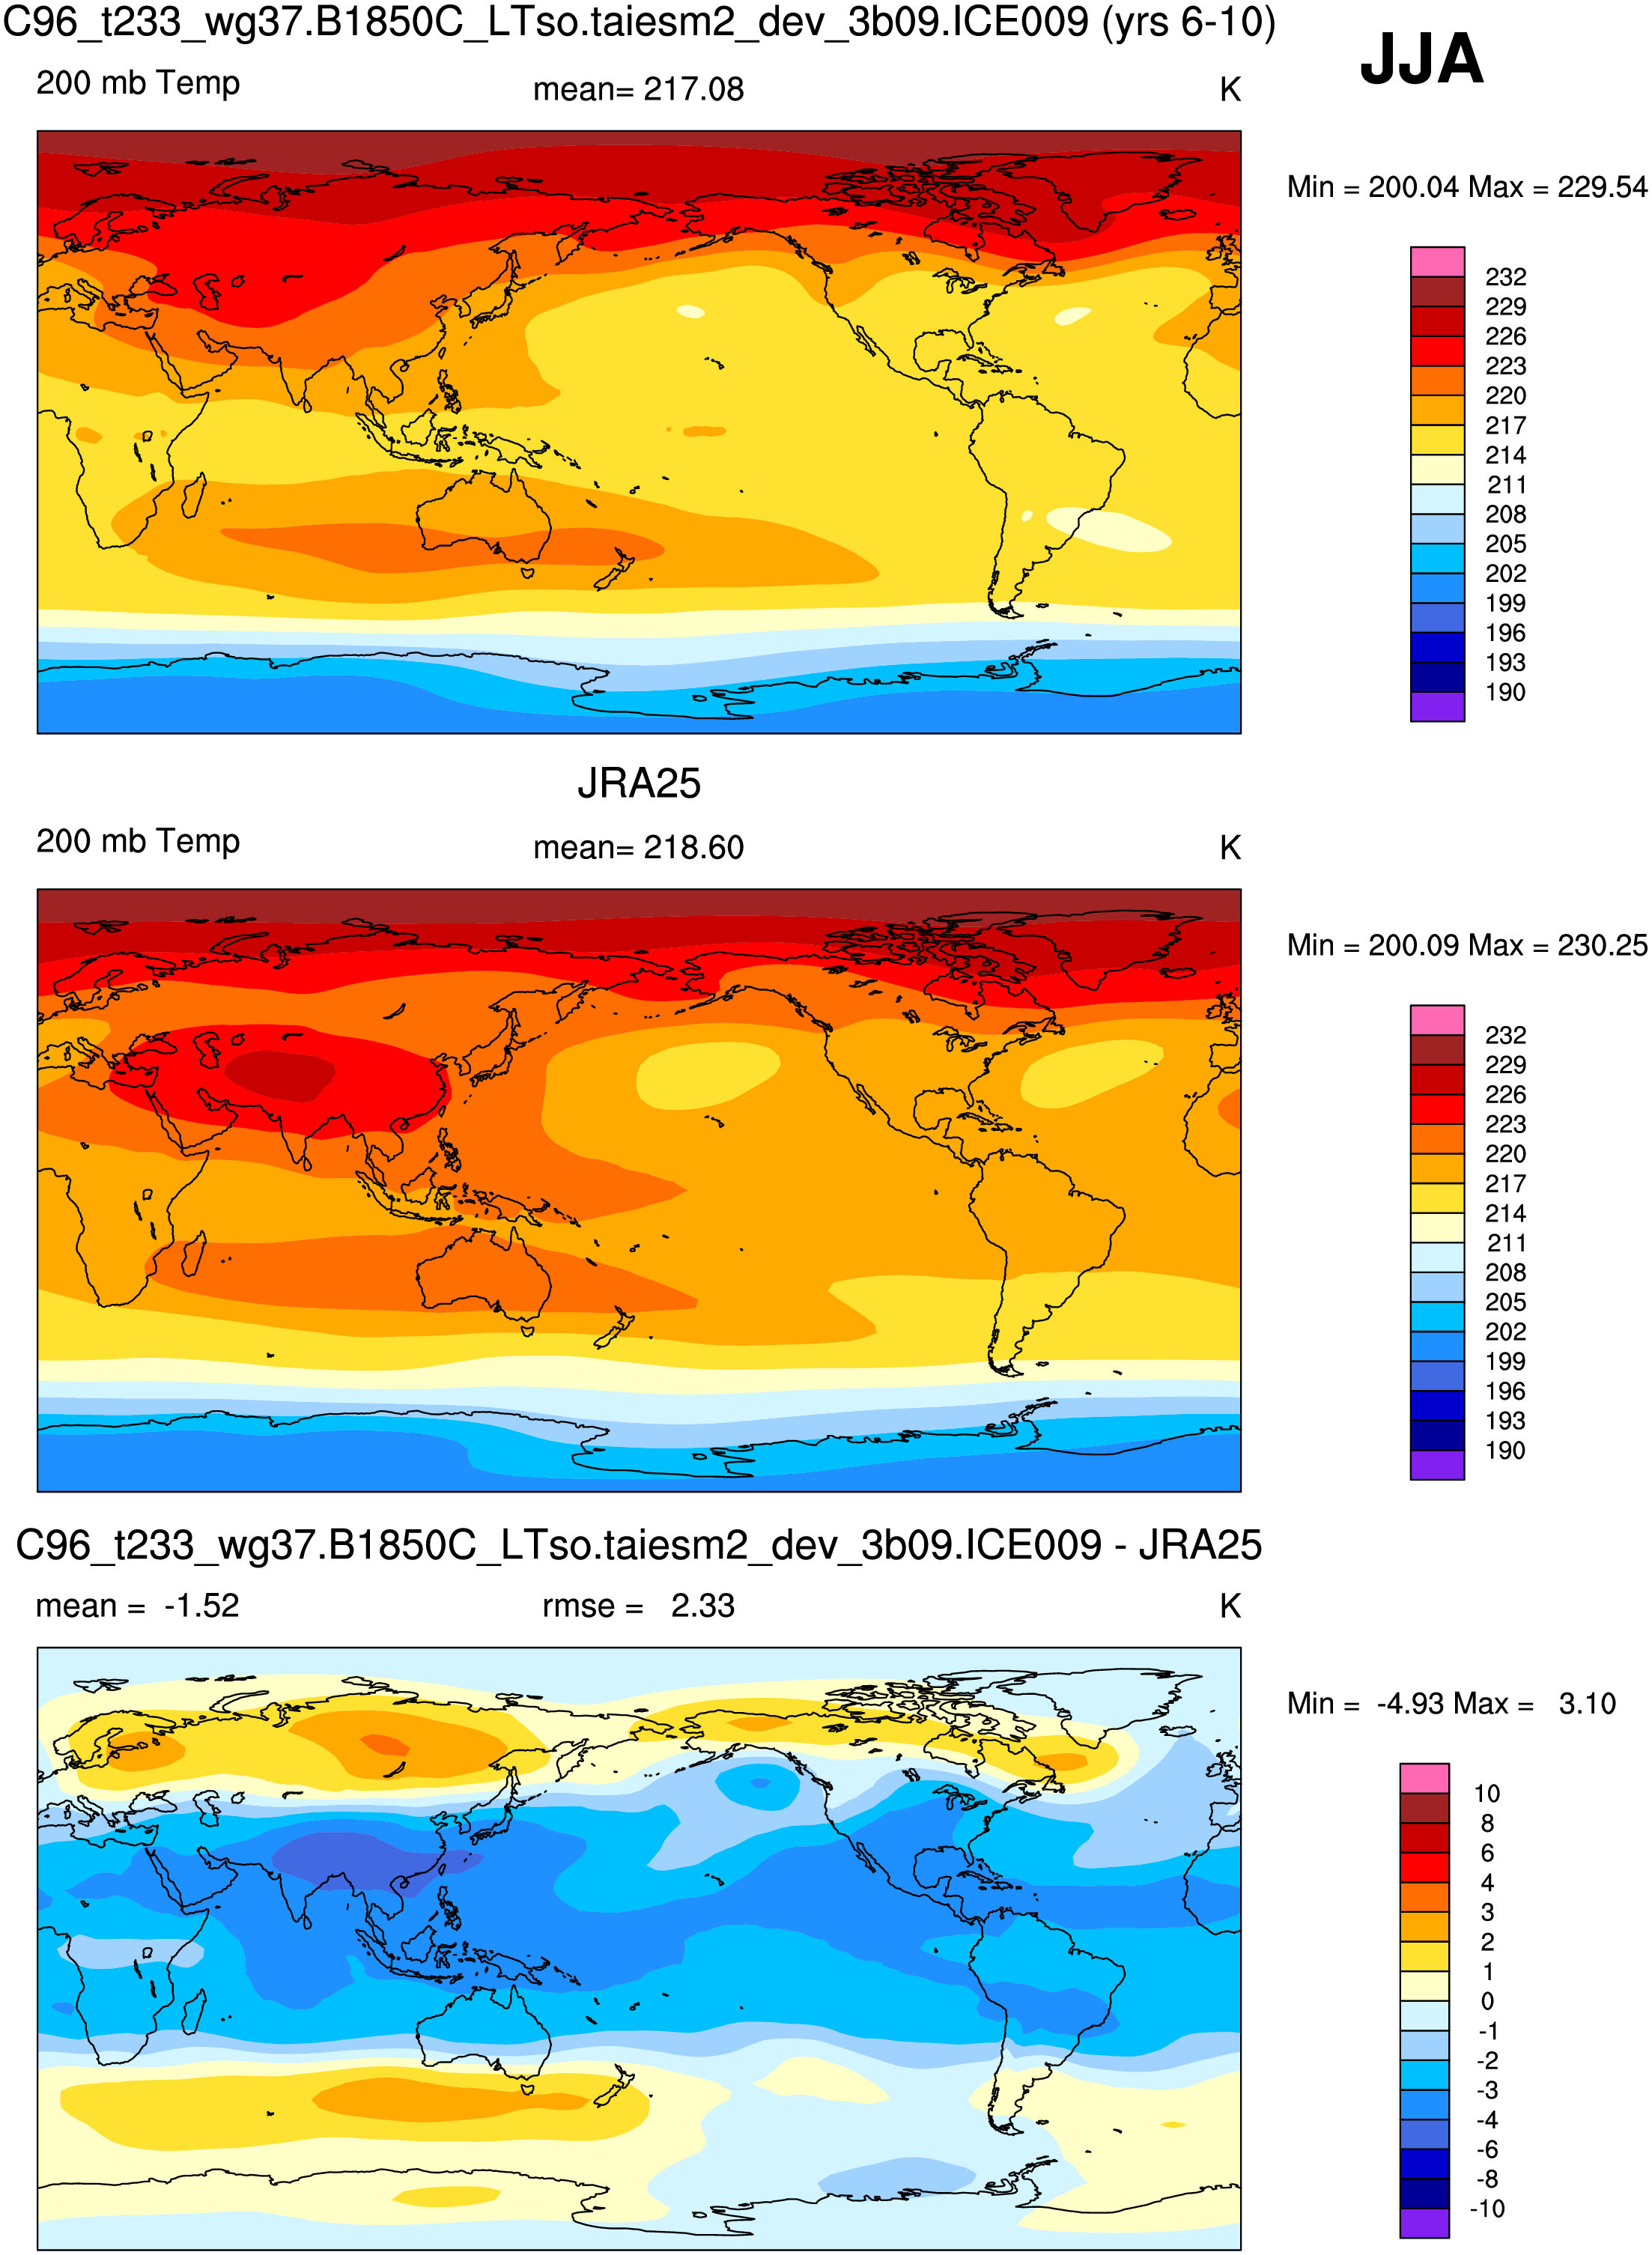 C96_t233_wg37.B1850C_LTso.taiesm2_dev_3b09.ICE009 (yrs 6-10)
JJA
200 mb Temp
mean= 217.08
K
Min = 200.04 Max = 229.54
232
229
226
223
220
217
214
211
208
205
202
199
196
193
190
JRA25
200 mb Temp
mean= 218.60
K
Min = 200.09 Max = 230.25
232
229
226
223
220
217
214
211
208
205
202
199
196
193
190
C96_t233_wg37.B1850C_LTso.taiesm2_dev_3b09.ICE009 - JRA25
mean = -1.52
rmse = 2.33
K
Min = -4.93 Max = 3.10
10
8
6
4
3
2
1
0
-1
-2
-3
-4
-6
-8
-10